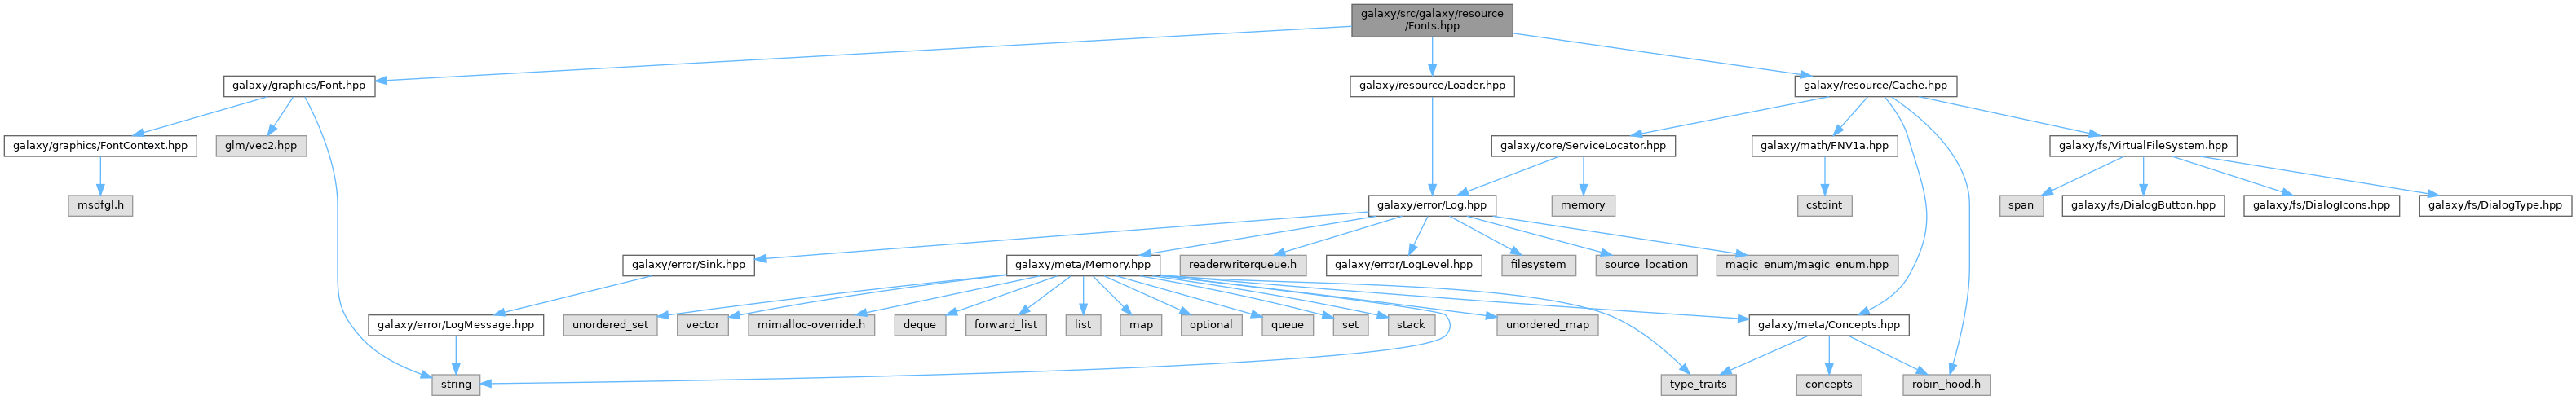 galaxy/src/galaxy/resource
/Fonts.hpp
galaxy/graphics/Font.hpp
galaxy/resource/Loader.hpp
galaxy/resource/Cache.hpp
galaxy/graphics/FontContext.hpp
glm/vec2.hpp
galaxy/core/ServiceLocator.hpp
galaxy/math/FNV1a.hpp
galaxy/fs/VirtualFileSystem.hpp
msdfgl.h
galaxy/error/Log.hpp
memory
cstdint
span
galaxy/fs/DialogButton.hpp
galaxy/fs/DialogIcons.hpp
galaxy/fs/DialogType.hpp
galaxy/error/Sink.hpp
galaxy/meta/Memory.hpp
readerwriterqueue.h
galaxy/error/LogLevel.hpp
filesystem
source_location
magic_enum/magic_enum.hpp
galaxy/error/LogMessage.hpp
unordered_set
vector
mimalloc-override.h
deque
forward_list
list
map
optional
queue
set
stack
unordered_map
galaxy/meta/Concepts.hpp
string
type_traits
concepts
robin_hood.h